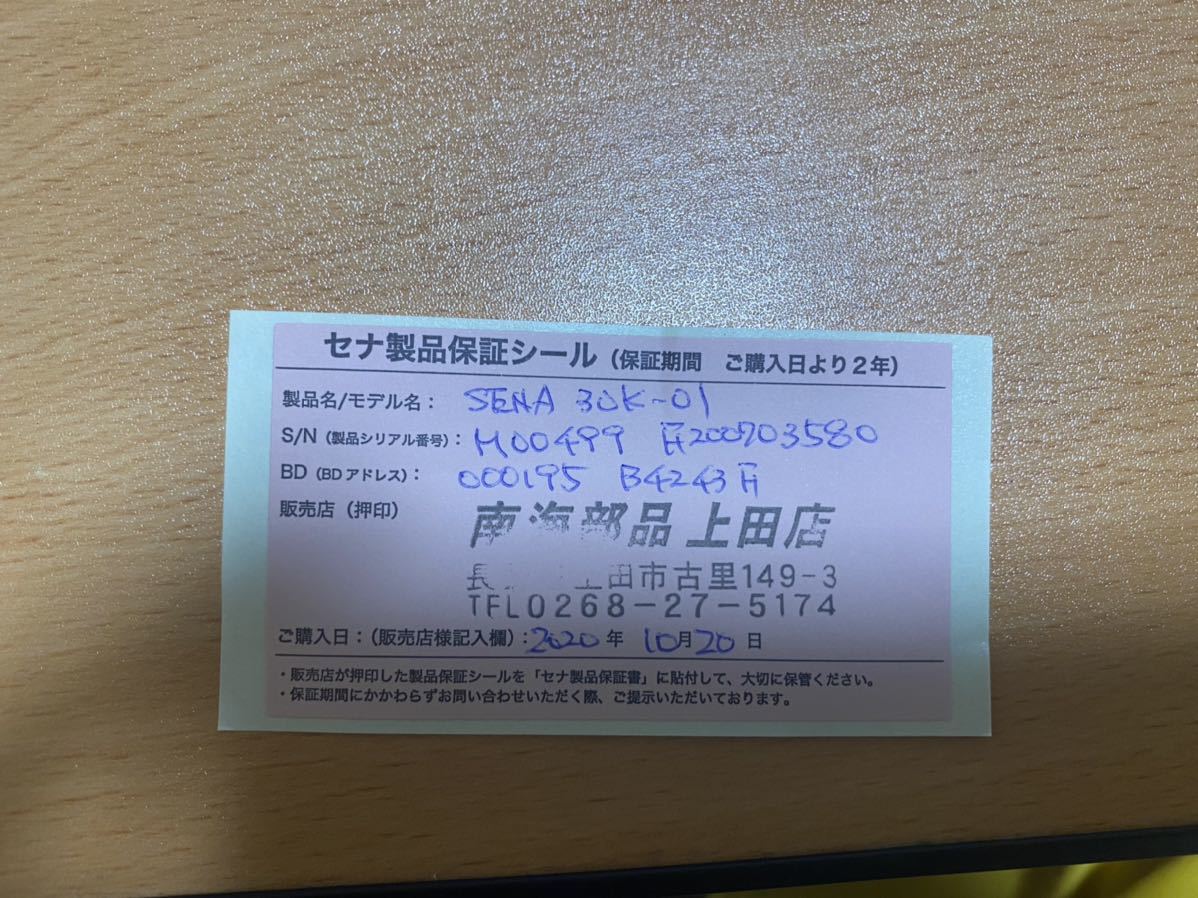 セナ製品保証シール（保証期間　ご購入日より２年）
製品名/モデル名： SENA 30K-01
S/N（製品シリアル番号）： M00499 A200703580
BD（BDアドレス）： 000195 B4243A
販売店（押印）
南海部品 上田店
長 上田市古里149-3
TEL0268-27-5174
ご購入日：（販売店様記入欄）：2020年 10月20日
・販売店が押印した製品保証シールを「セナ製品保証書」に貼付して、大切に保管ください。
・保証期間にかかわらずお問い合わせいただく際、ご提示いただいております。